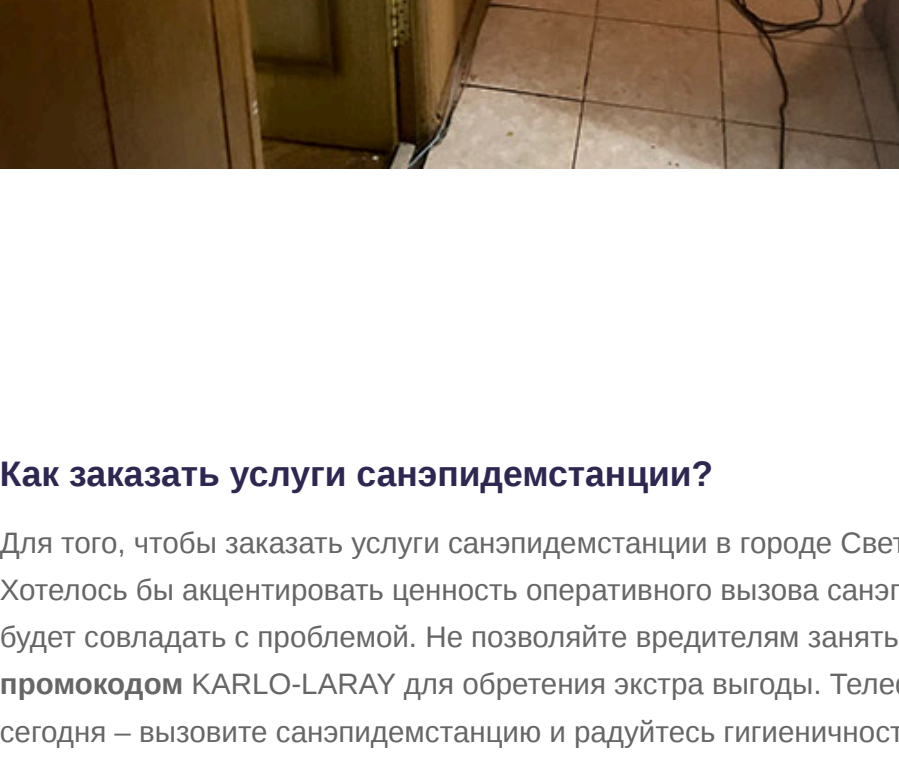 Как заказать услуги санэпидемстанции?
Для того, чтобы заказать услуги санэпидемстанции в городе
Хотелось бы акцентировать ценность оперативного вызова
будет совладать с проблемой. Не позволяйте вредителям занять
промокодом KARLO-LARAY для обретения экстра выгоды.
сегодня – вызовите санэпидемстанцию и радуйтесь